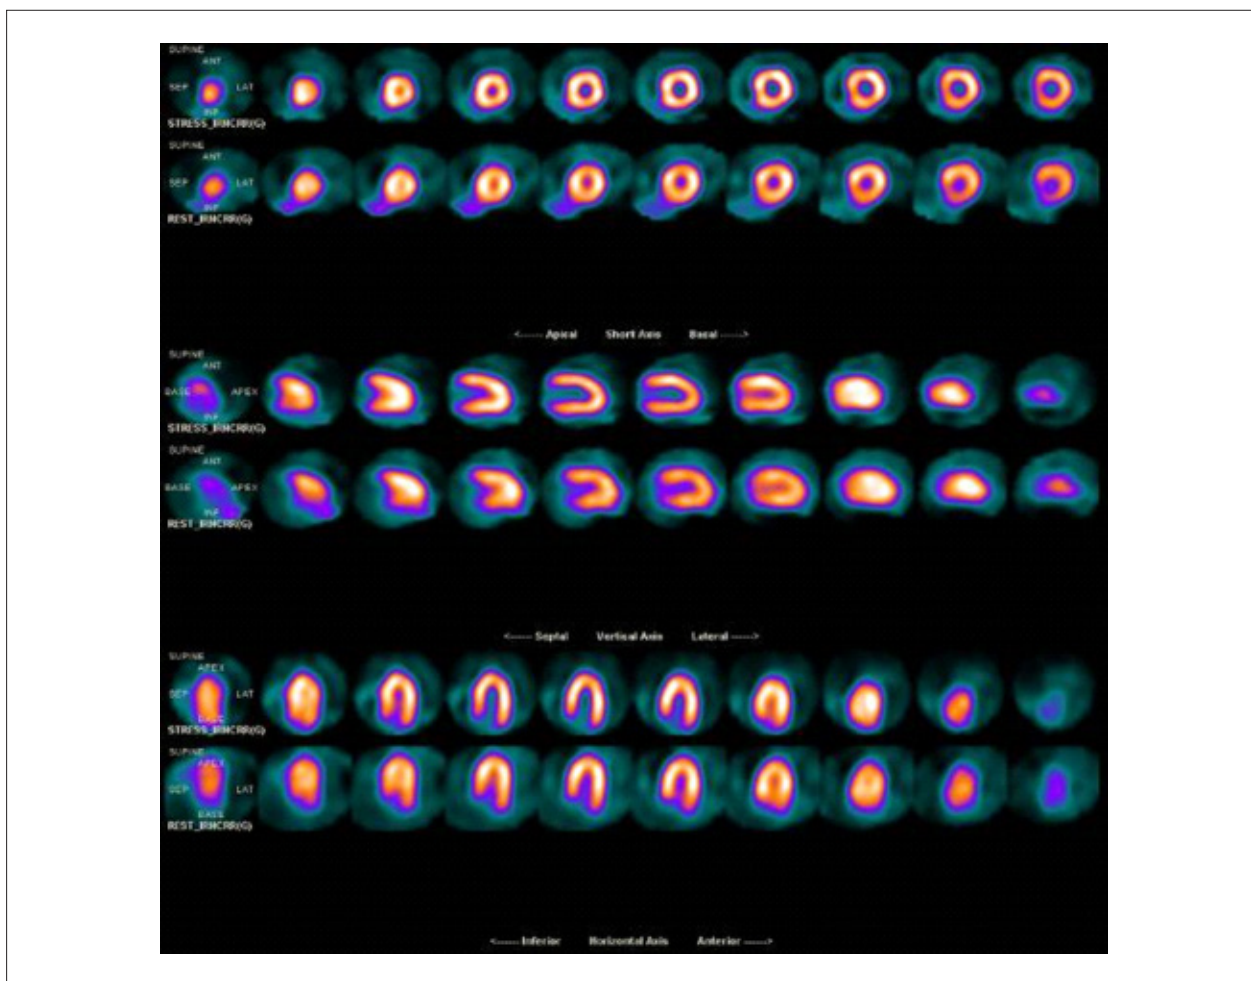 SUPINE
ANT
SEP LAT
INF
STRESS_IRNCRR(G)
SUPINE
ANT
SEP LAT
INF
REST_IRNCRR(G)
<----- Apical Short Axis Basal ----->
SUPINE
ANT
BASE APEX
INF
STRESS_IRNCRR(G)
SUPINE
ANT
BASE APEX
INF
REST_IRNCRR(G)
<----- Septal Vertical Axis Lateral ----->
SUPINE
APEX
SEP LAT
BASE
STRESS_IRNCRR(G)
SUPINE
APEX
SEP LAT
BASE
REST_IRNCRR(G)
<----- Inferior Horizontal Axis Anterior ----->